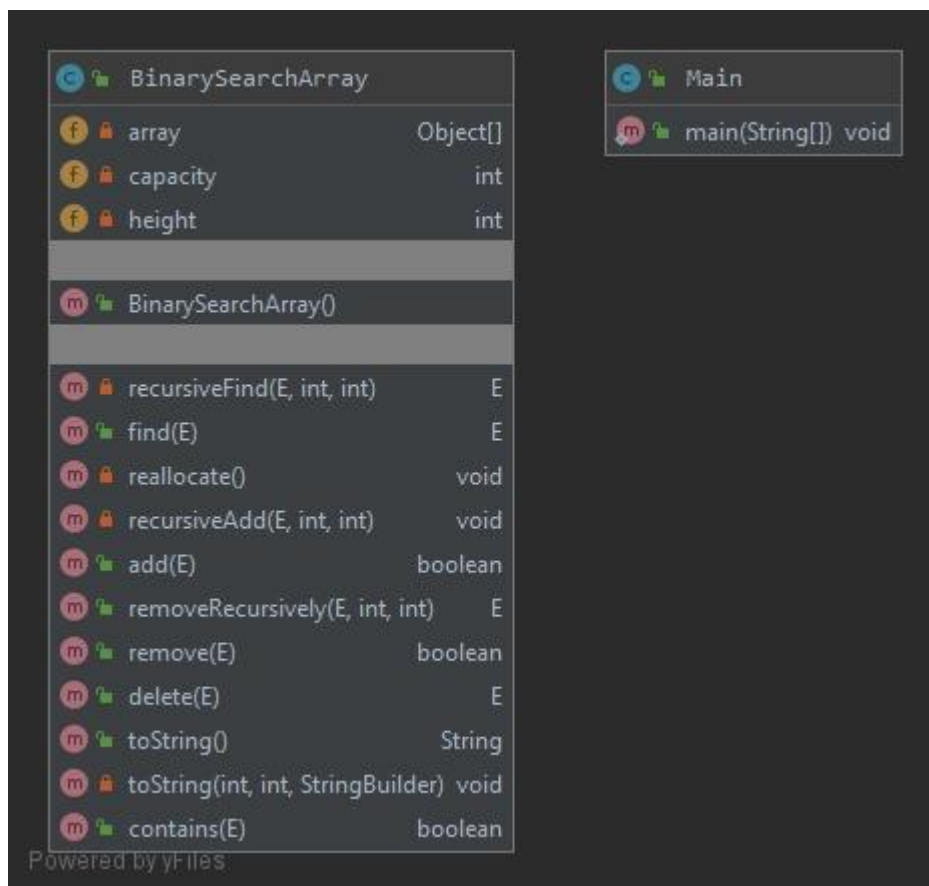 BinarySearchArray
array Object[]
capacity int
height int
BinarySearchArray()
recursiveFind(E, int, int) E
find(E) E
reallocate() void
recursiveAdd(E, int, int) void
add(E) boolean
removeRecursively(E, int, int) E
remove(E) boolean
delete(E) E
toString() String
toString(int, int, StringBuilder) void
contains(E) boolean
Powered by yFiles
Main
main(String[]) void